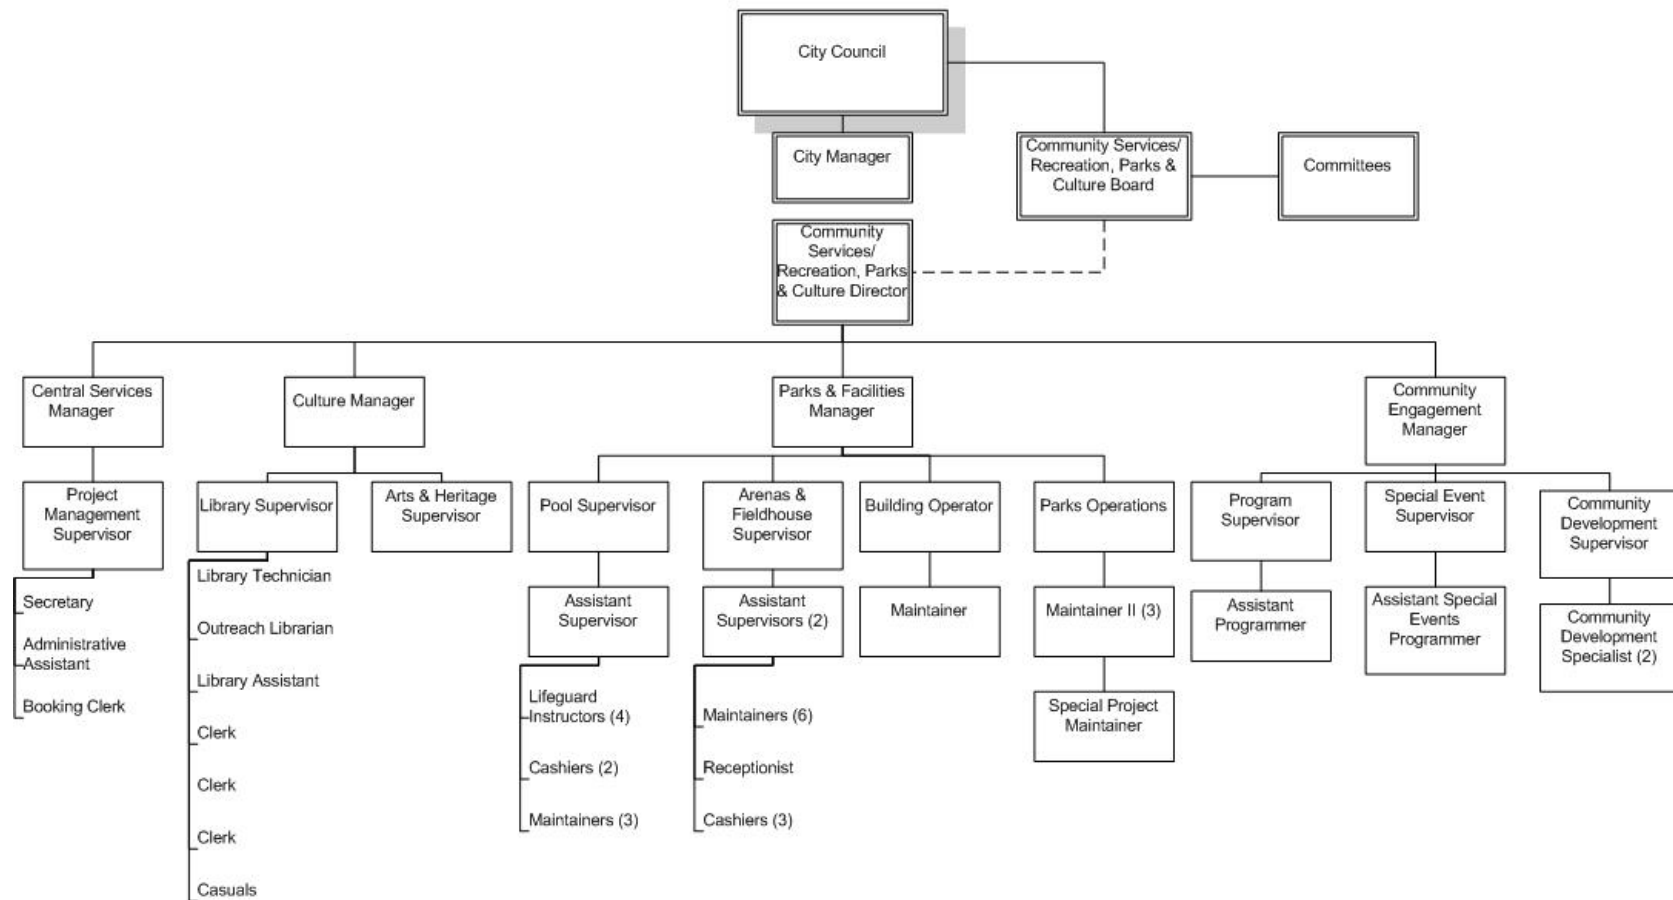 City Council
City Manager
Community Services/
Recreation, Parks &
Culture Board
Committees
Community
Services/
Recreation, Parks
& Culture Director
Central Services
Manager
Culture Manager
Parks & Facilities
Manager
Community
Engagement
Manager
Project
Management
Supervisor
Library Supervisor
Arts & Heritage
Supervisor
Pool Supervisor
Arenas &
Fieldhouse
Supervisor
Building Operator
Parks Operations
Program
Supervisor
Special Event
Supervisor
Community
Development
Supervisor
Secretary
Administrative
Assistant
Booking Clerk
Library Technician
Outreach Librarian
Library Assistant
Clerk
Clerk
Clerk
Casuals
Assistant
Supervisor
Lifeguard
Instructors (4)
Cashiers (2)
Maintainers (3)
Assistant
Supervisors (2)
Maintainers (6)
Receptionist
Cashiers (3)
Maintainer
Maintainer II (3)
Special Project
Maintainer
Assistant
Programmer
Assistant Special
Events
Programmer
Community
Development
Specialist (2)